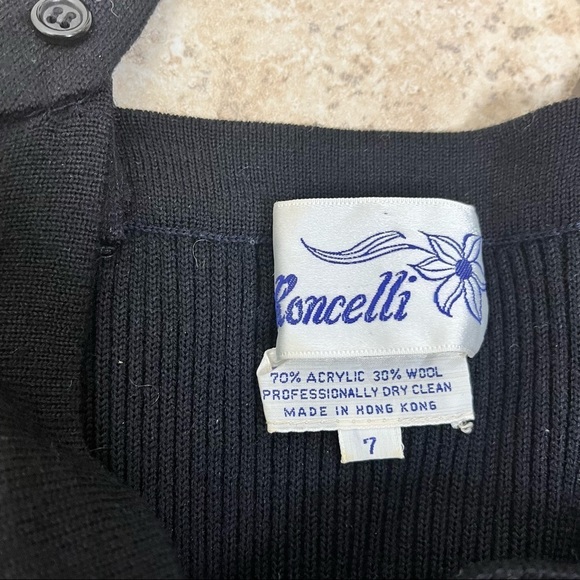 Roncelli
70% ACRYLIC 30% WOOL
PROFESSIONALLY DRY CLEAN
MADE IN HONG KONG
7